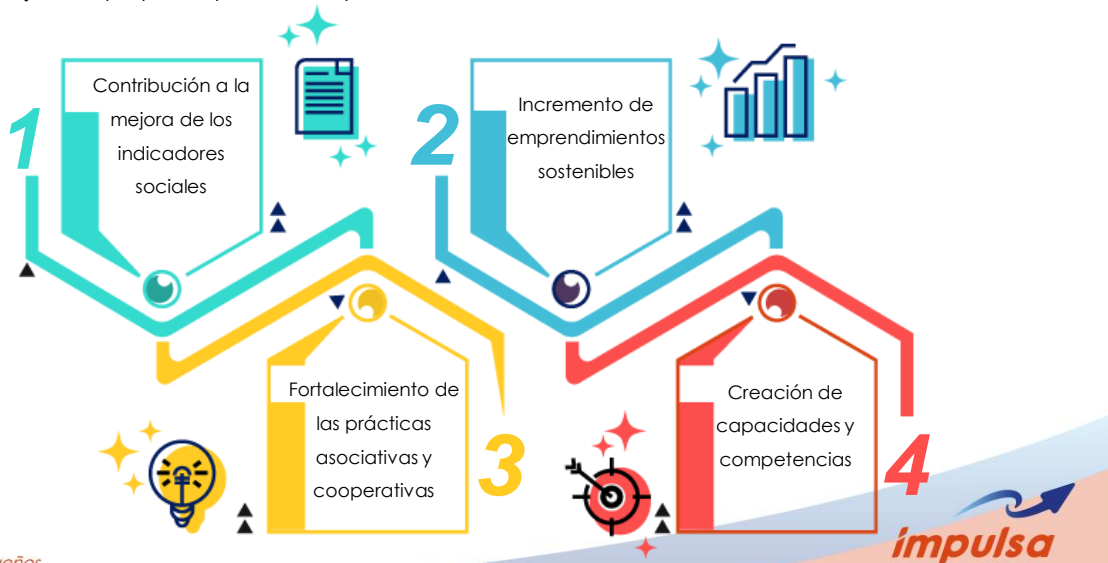 1
Contribución a la
mejora de los
indicadores
sociales
2
Incremento de
emprendimientos
sostenibles
Fortalecimiento de
las prácticas
asociativas y
cooperativas
3
Creación de
capacidades y
competencias
4
impulsa